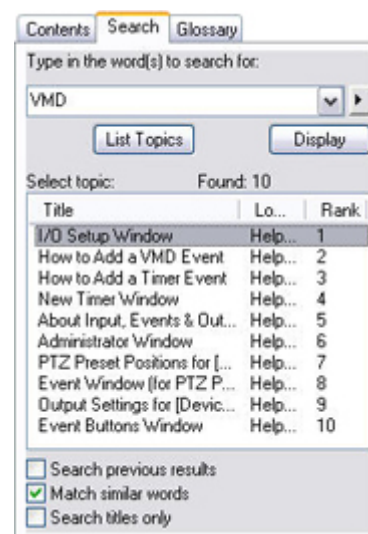 Contents Search Glossary
Type in the word(s) to search for:
VMD
List Topics Display
Select topic: Found: 10
Title Lo... Rank
I/O Setup Window Help... 1
How to Add a VMD Event Help... 2
How to Add a Timer Event Help... 3
New Timer Window Help... 4
About Input, Events & Out... Help... 5
Administrator Window Help... 6
PTZ Preset Positions for [... Help... 7
Event Window (for PTZ P... Help... 8
Output Settings for [Devic... Help... 9
Event Buttons Window Help... 10
Search previous results
Match similar words
Search titles only